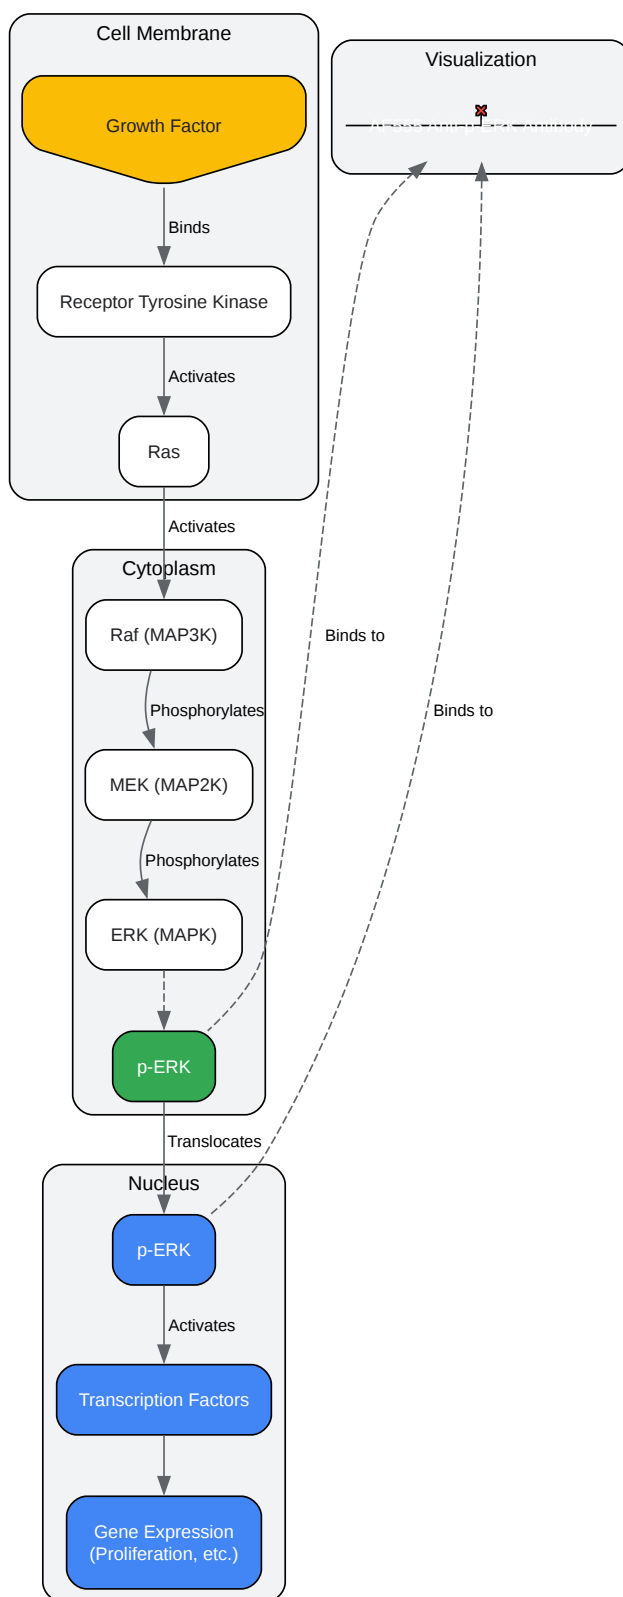 Cell Membrane
Visualization
Growth Factor
Binds
Receptor Tyrosine Kinase
Activates
Ras
Activates
Cytoplasm
Raf (MAP3K)
Binds to
Phosphorylates
Binds to
MEK (MAP2K)
Phosphorylates
ERK (MAPK)
p-ERK
Translocates
Nucleus
p-ERK
Activates
Transcription Factors
Gene Expression
(Proliferation, etc.)